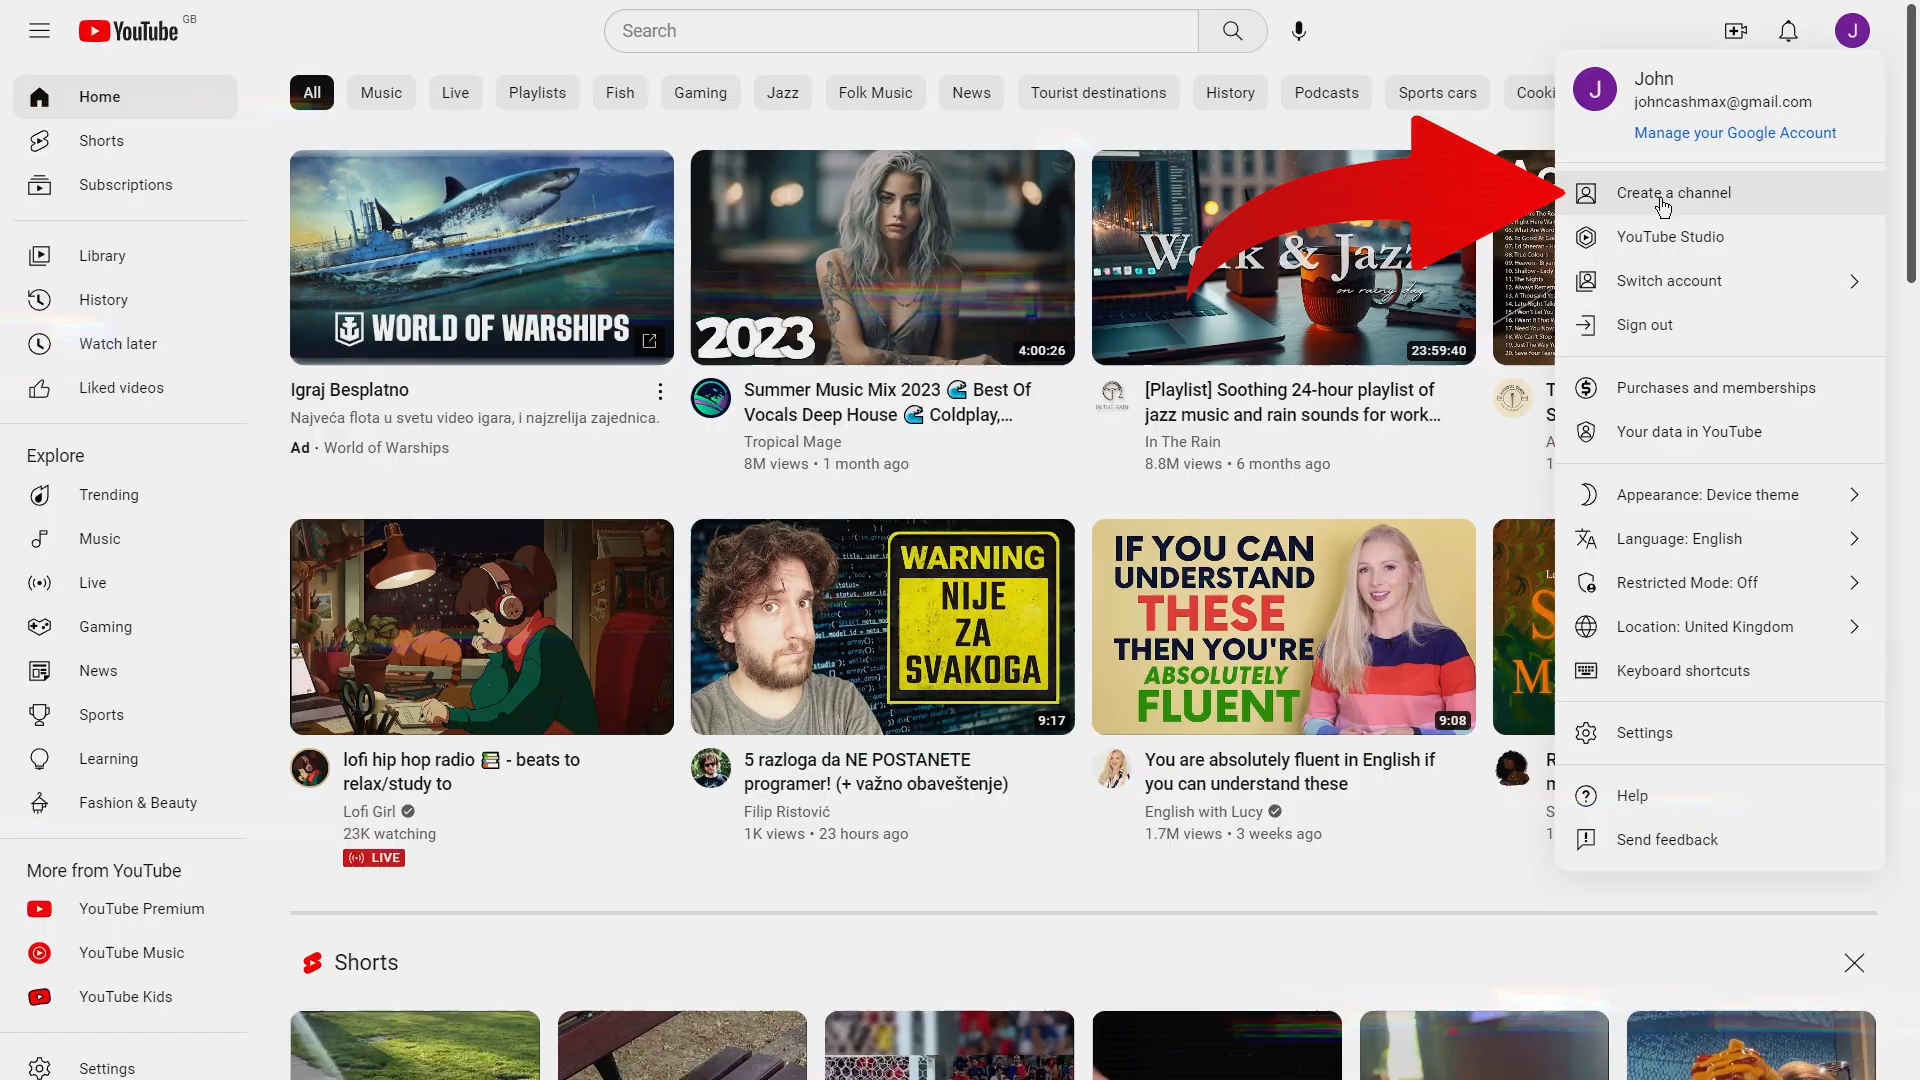 YouTube GB
Search
J
Home
Shorts
Subscriptions
Library
History
Watch later
Liked videos
Explore
Trending
Music
Live
Gaming
News
Sports
Learning
Fashion & Beauty
More from YouTube
YouTube Premium
YouTube Music
YouTube Kids
Settings
All Music Live Playlists Fish Gaming Jazz Folk Music News Tourist destinations History Podcasts Sports cars Cooki
WORLD OF WARSHIPS
Igraj Besplatno
Najveća flota u svetu video igara, i najzrelija zajednica.
Ad · World of Warships
2023
4:00:26
Summer Music Mix 2023 🌊 Best Of
Vocals Deep House 🌊 Coldplay,...
Tropical Mage
8M views • 1 month ago
Work & Jazz
on rainy day
23:59:40
IN THE RAIN
[Playlist] Soothing 24-hour playlist of
jazz music and rain sounds for work...
In The Rain
8.8M views • 6 months ago
lofi hip hop radio 📚 - beats to
relax/study to
Lofi Girl
23K watching
LIVE
WARNING
NIJE
ZA
SVAKOGA
9:17
5 razloga da NE POSTANETE
programer! (+ važno obaveštenje)
Filip Ristović
1K views • 23 hours ago
IF YOU CAN
UNDERSTAND
THESE
THEN YOU'RE
ABSOLUTELY
FLUENT
9:08
You are absolutely fluent in English if
you can understand these
English with Lucy
1.7M views • 3 weeks ago
Shorts
J
John
johncashmax@gmail.com
Manage your Google Account
Create a channel
YouTube Studio
Switch account
Sign out
Purchases and memberships
Your data in YouTube
Appearance: Device theme
Language: English
Restricted Mode: Off
Location: United Kingdom
Keyboard shortcuts
Settings
Help
Send feedback